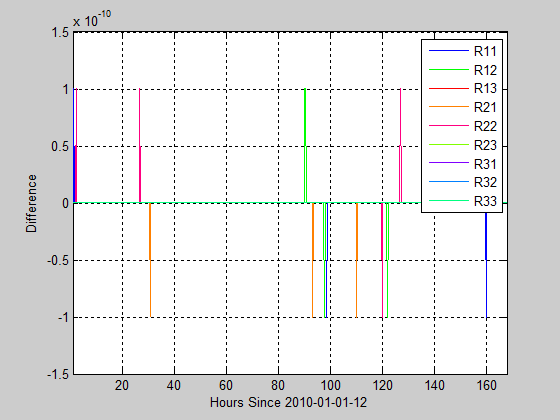 x 10^-10
1.5
1
0.5
0
-0.5
-1
-1.5
Difference
20 40 60 80 100 120 140 160
Hours Since 2010-01-01-12
R11
R12
R13
R21
R22
R23
R31
R32
R33